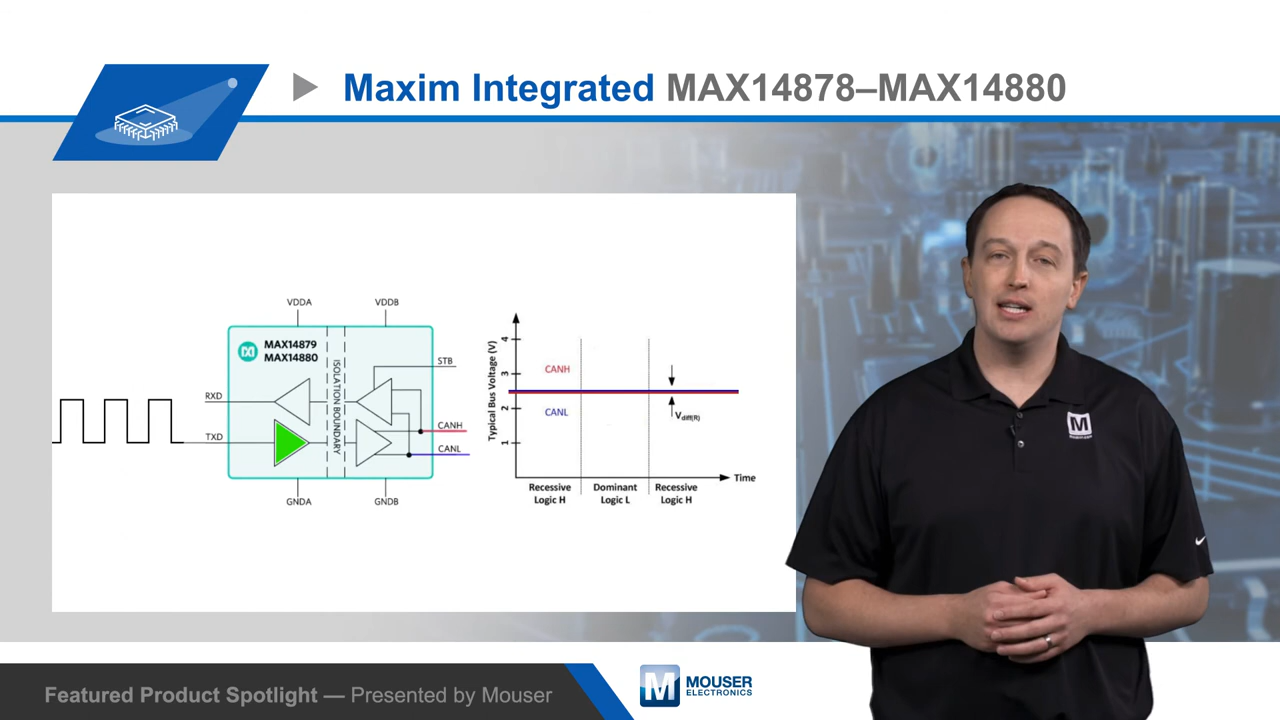 Maxim Integrated MAX14878–MAX14880
VDDA
VDDB
MAX14879
MAX14880
ISOLATION BOUNDARY
STB
RXD
TXD
CANH
CANL
GNDA
GNDB
Typical Bus Voltage (V)
4
3
2
1
CANH
CANL
Vdiff(R)
Time
Recessive
Logic H
Dominant
Logic L
Recessive
Logic H
M
Featured Product Spotlight — Presented by Mouser
M
MOUSER
ELECTRONICS